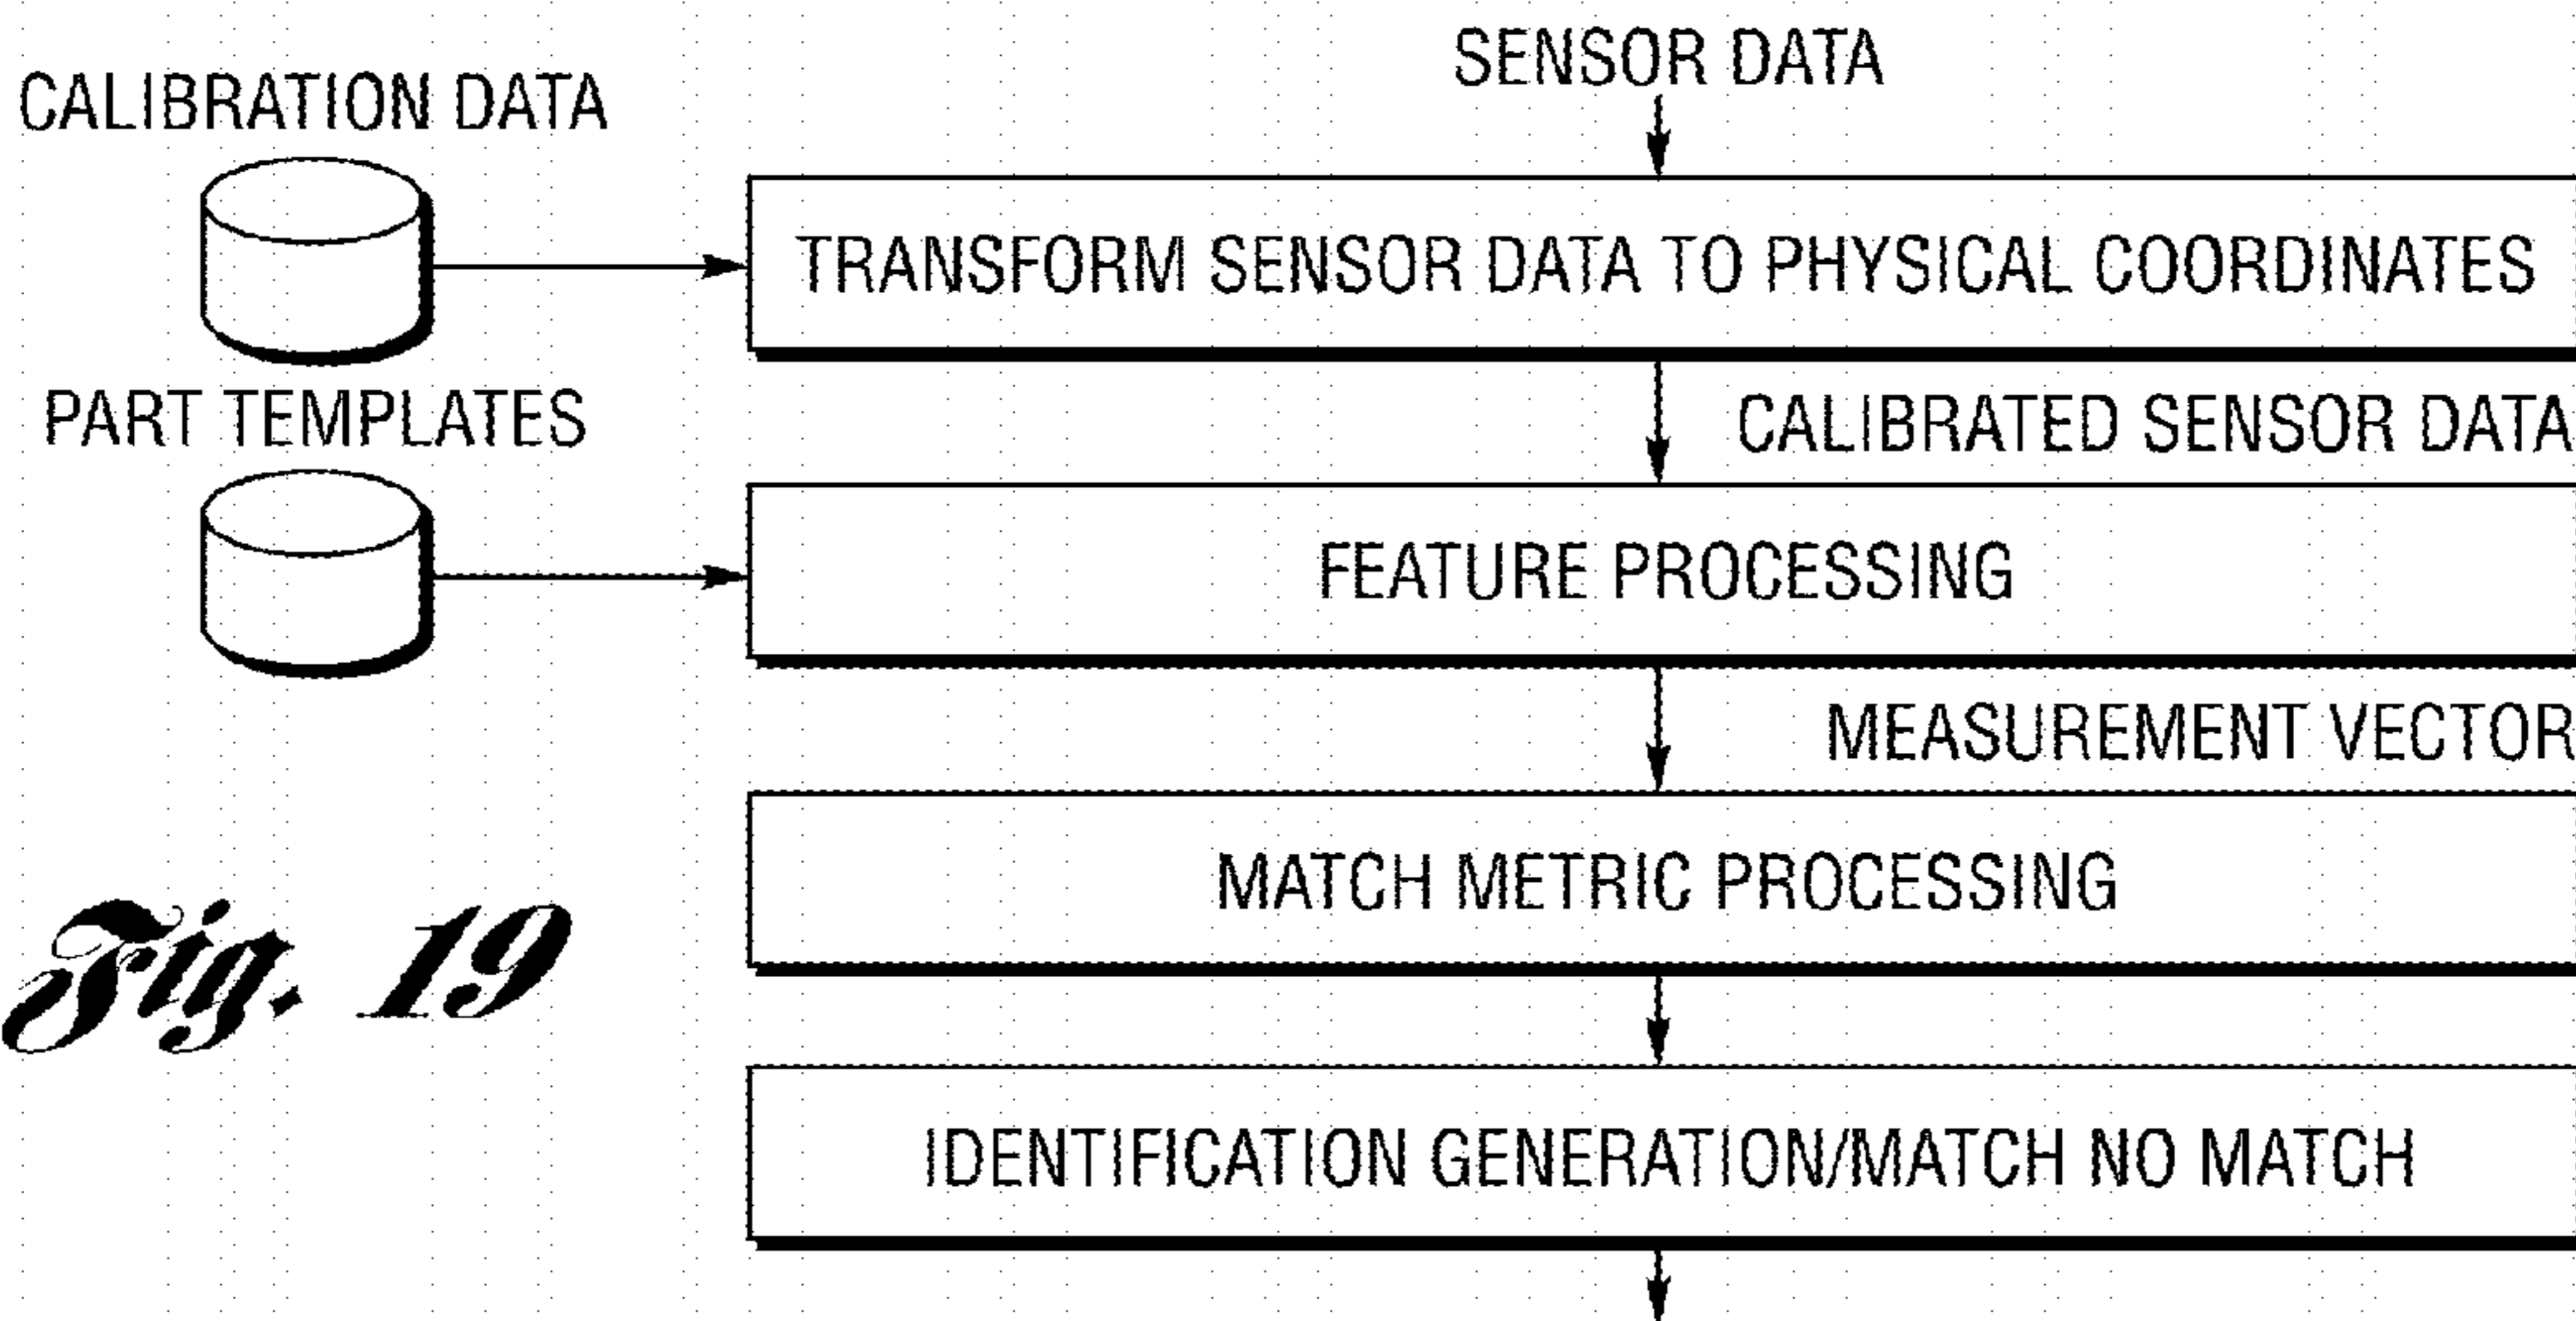 SENSOR DATA
CALIBRATION DATA
TRANSFORM SENSOR DATA TO PHYSICAL COORDINATES
PART TEMPLATES
CALIBRATED SENSOR DATA
FEATURE PROCESSING
MEASUREMENT VECTOR
MATCH METRIC PROCESSING
Fig. 19
IDENTIFICATION GENERATION/MATCH NO MATCH